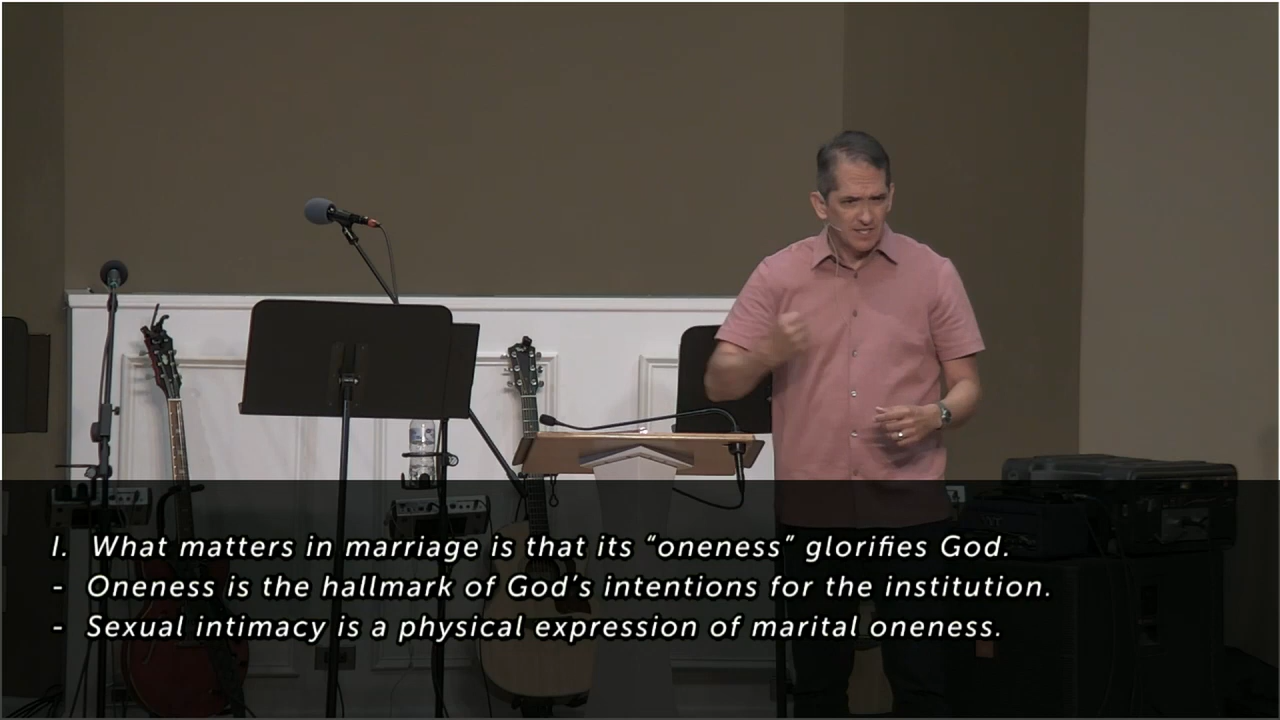 I. What matters in marriage is that its “oneness” glorifies God.
- Oneness is the hallmark of God’s intentions for the institution.
- Sexual intimacy is a physical expression of marital oneness.